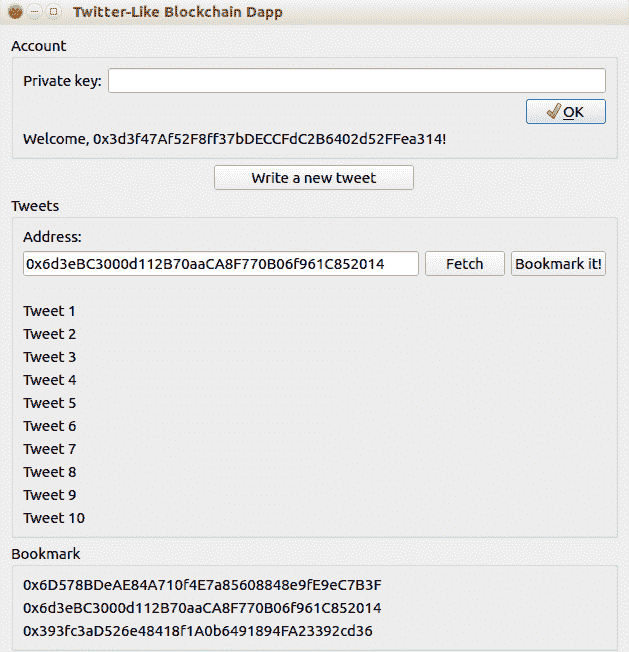 Twitter-Like Blockchain Dapp
Account
Private key:
OK
Welcome, 0x3d3f47Af52F8ff37bDECCFdC2B6402d52FFea314!
Write a new tweet
Tweets
Address:
0x6d3eBC3000d112B70aaCA8F770B06f961C852014 Fetch Bookmark it!
Tweet 1
Tweet 2
Tweet 3
Tweet 4
Tweet 5
Tweet 6
Tweet 7
Tweet 8
Tweet 9
Tweet 10
Bookmark
0x6D578BDeAE84A710f4E7a85608848e9fE9eC7B3F
0x6d3eBC3000d112B70aaCA8F770B06f961C852014
0x393fc3aD526e48418f1A0b6491894FA23392cd36